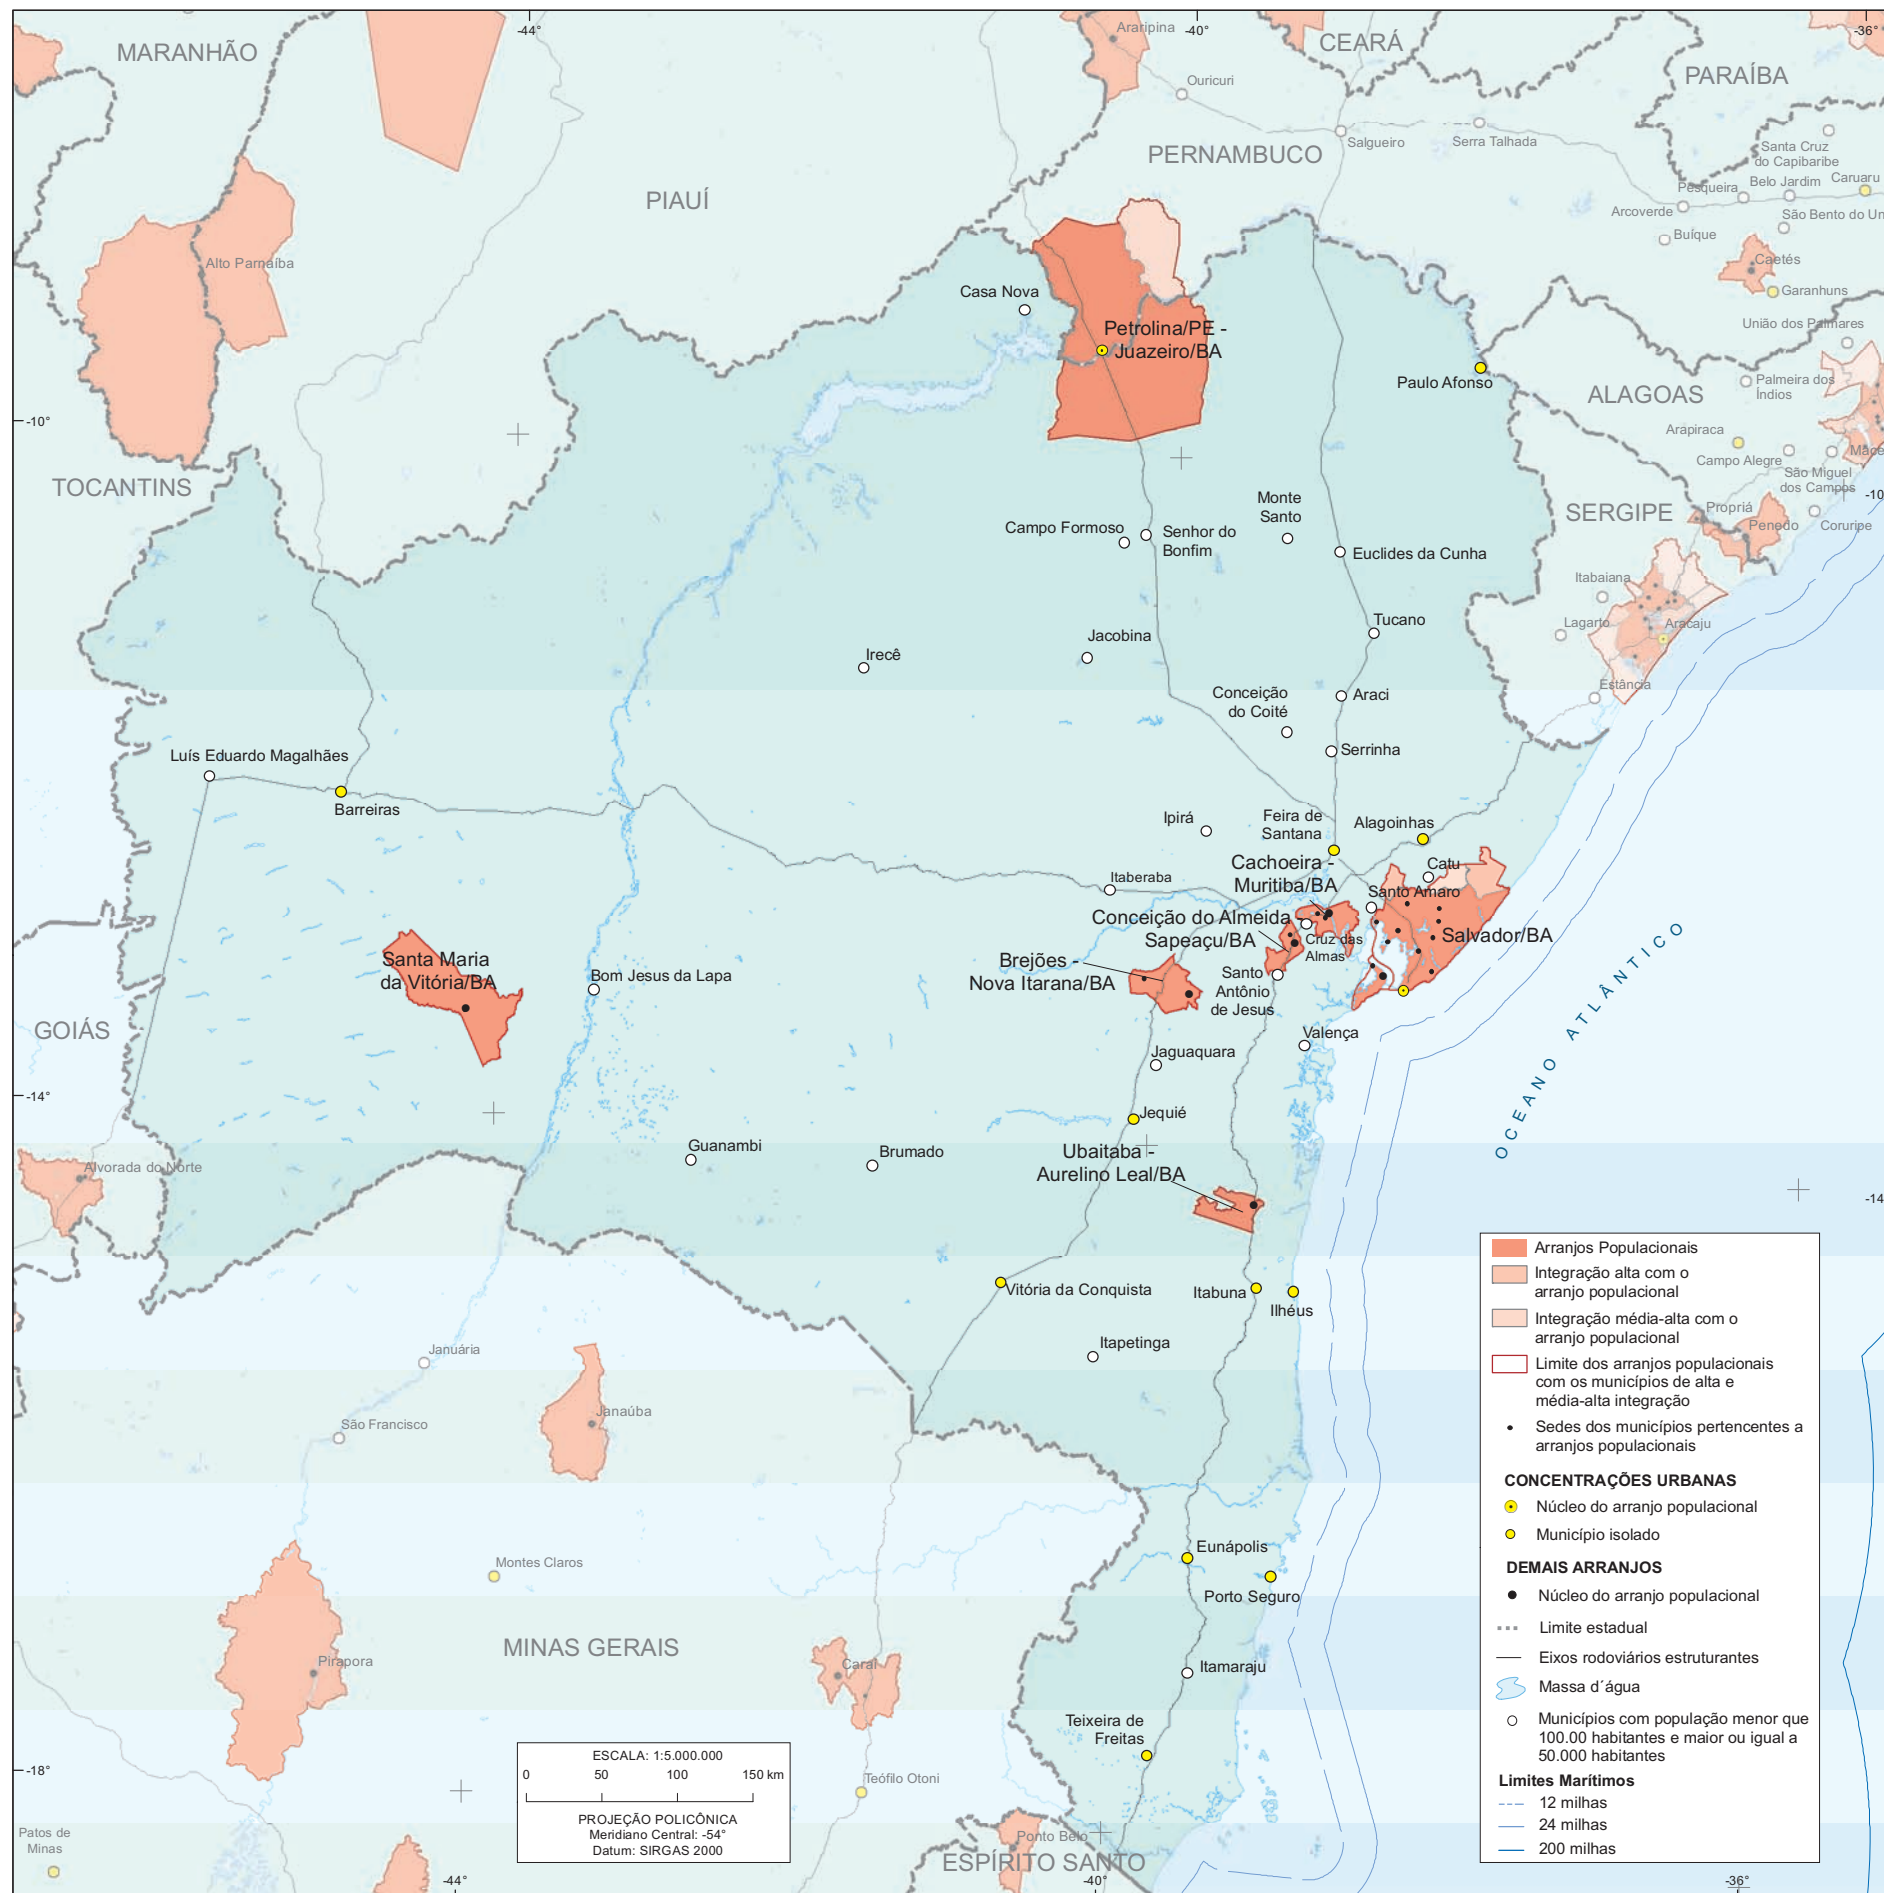 -44°
-40°
-36°
MARANHÃO
Araripina
CEARÁ
PARAÍBA
Ouricuri
Salgueiro
Serra Talhada
PERNAMBUCO
Santa Cruz
do Capibaribe
Pesqueira
Belo Jardim
Caruaru
PIAUÍ
Arcoverde
São Bento do Un
Buíque
Alto Parnaíba
Caetés
Garanhuns
Casa Nova
Petrolina/PE -
Juazeiro/BA
União dos Palmares
Paulo Afonso
Palmeira dos
Índios
ALAGOAS
-10°
Arapiraca
Campo Alegre
Mace
São Miguel
dos Campos
TOCANTINS
-10
Monte
Santo
SERGIPE
Propriá
Penedo
Coruripe
Campo Formoso
Senhor do
Bonfim
Euclides da Cunha
Itabaiana
Tucano
Lagarto
Aracaju
Jacobina
Irecê
Conceição
do Coité
Araci
Estância
Serrinha
Luís Eduardo Magalhães
Barreiras
Ipirá
Feira de
Santana
Alagoinhas
Cachoeira -
Muritiba/BA
Catu
Itaberaba
Santo Amaro
Conceição do Almeida -
Sapeaçu/BA
Cruz das
Almas
Salvador/BA
Santa Maria
da Vitória/BA
Brejões -
Nova Itarana/BA
Bom Jesus da Lapa
Santo
Antônio
de Jesus
OCEANO ATLÂNTICO
GOIÁS
Valença
Jaguaquara
-14°
Jequié
Guanambi
Brumado
Ubaitaba -
Aurelino Leal/BA
Alvorada do Norte
-14
Vitória da Conquista
Itabuna
Ilhéus
Itapetinga
Januária
São Francisco
Janaúba
Montes Claros
Eunápolis
Porto Seguro
MINAS GERAIS
Pirapora
Caraí
Itamaraju
Teixeira de
Freitas
-18°
Teófilo Otoni
Patos de
Minas
Ponto Belo
ESPÍRITO SANTO
-44°
-40°
-36°
ESCALA: 1:5.000.000
0 50 100 150 km
PROJEÇÃO POLICÔNICA
Meridiano Central: -54°
Datum: SIRGAS 2000
Arranjos Populacionais
Integração alta com o
arranjo populacional
Integração média-alta com o
arranjo populacional
Limite dos arranjos populacionais
com os municípios de alta e
média-alta integração
Sedes dos municípios pertencentes a
arranjos populacionais
CONCENTRAÇÕES URBANAS
Núcleo do arranjo populacional
Município isolado
DEMAIS ARRANJOS
Núcleo do arranjo populacional
Limite estadual
Eixos rodoviários estruturantes
Massa d´água
Municípios com população menor que
100.00 habitantes e maior ou igual a
50.000 habitantes
Limites Marítimos
12 milhas
24 milhas
200 milhas